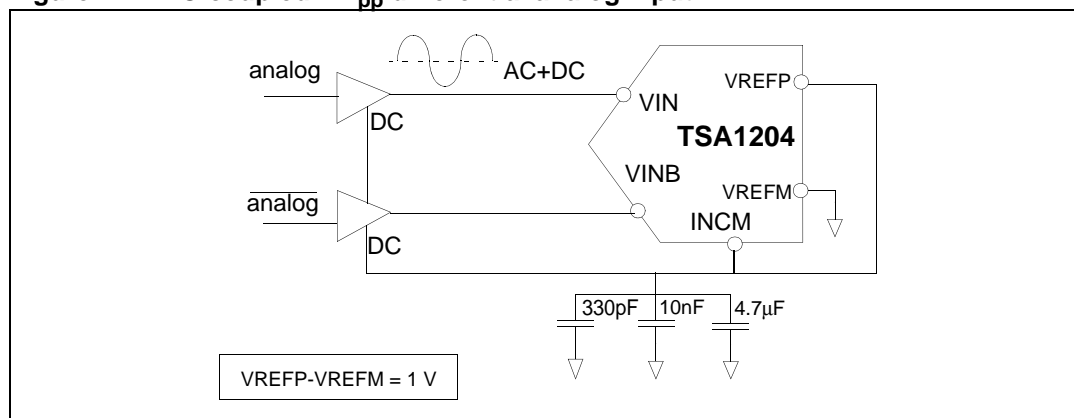 analog
AC+DC
VREFP
DC
VIN
TSA1204
VINB
VREFM
analog
INCM
DC
330pF
10nF
4.7µF
VREFP-VREFM = 1 V